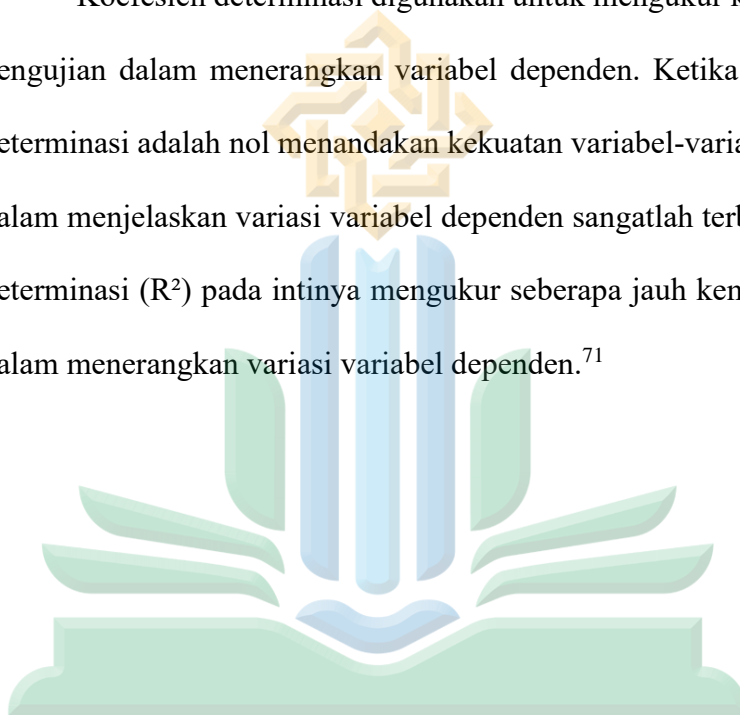 Koefesien determinasi digunakan untuk mengukur
engujian dalam menerangkan variabel dependen. Ketika
eterminasi adalah nol menandakan kekuatan variabel-varia
alam menjelaskan variasi variabel dependen sangatlah terb
eterminasi (R²) pada intinya mengukur seberapa jauh ken
alam menerangkan variasi variabel dependen.⁷¹